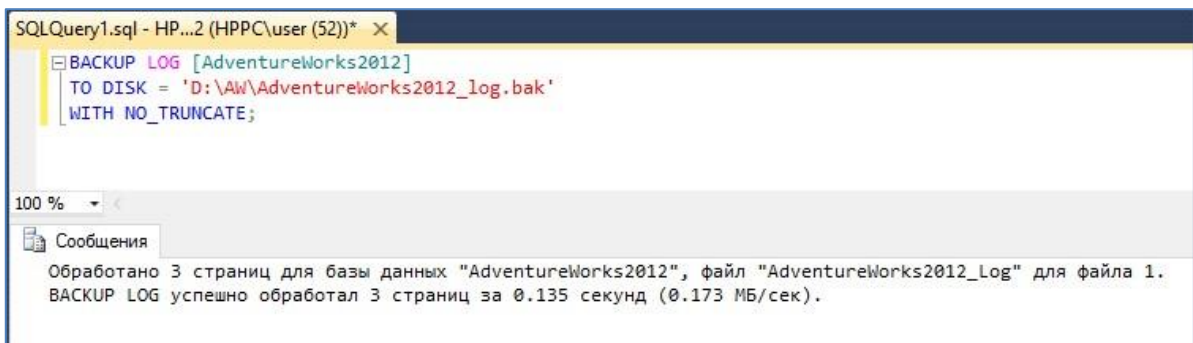 SQLQuery1.sql - HP...2 (HPPC\user (52))*
BACKUP LOG [AdventureWorks2012]
TO DISK = 'D:\AW\AdventureWorks2012_log.bak'
WITH NO_TRUNCATE;
100 %
Сообщения
Обработано 3 страниц для базы данных "AdventureWorks2012", файл "AdventureWorks2012_Log" для файла 1.
BACKUP LOG успешно обработал 3 страниц за 0.135 секунд (0.173 МБ/сек).